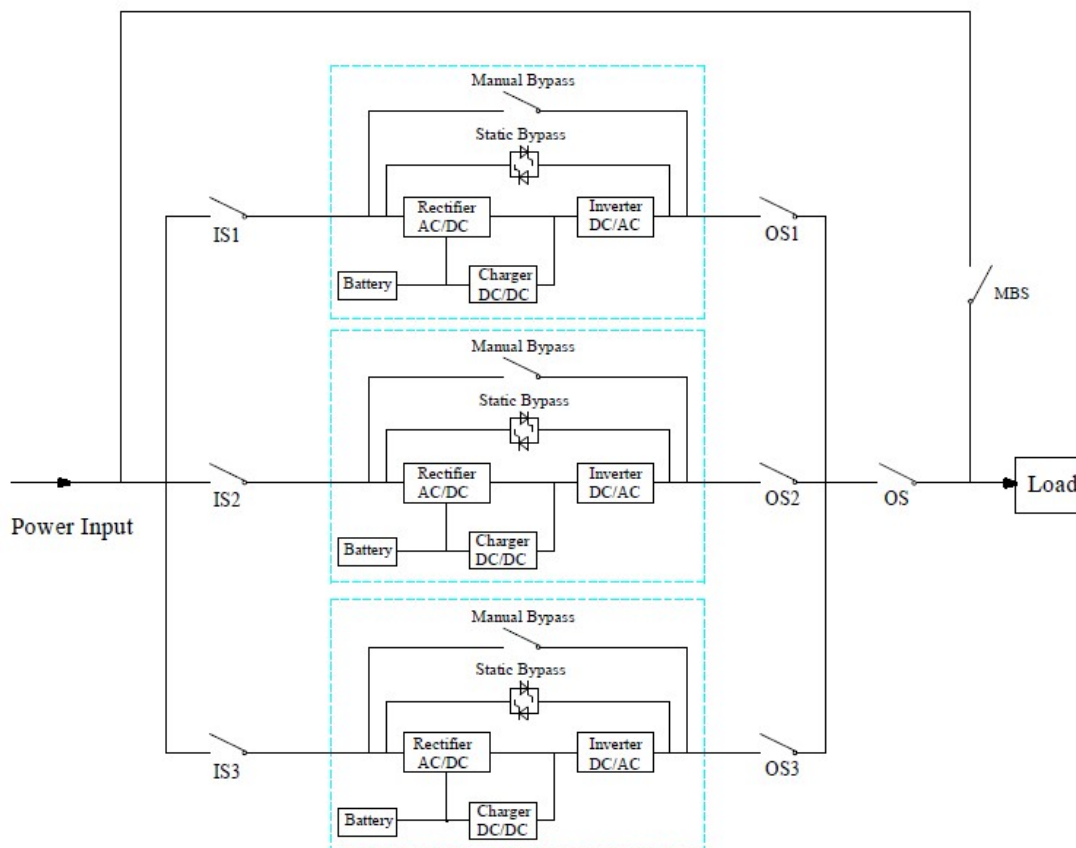 Manual Bypass
Static Bypass
Rectifier
AC/DC
Inverter
DC/AC
IS1
OS1
Battery
Charger
DC/DC
MBS
Manual Bypass
Static Bypass
Rectifier
AC/DC
Inverter
DC/AC
Power Input
IS2
OS2
OS
Load
Battery
Charger
DC/DC
Manual Bypass
Static Bypass
Rectifier
AC/DC
Inverter
DC/AC
IS3
OS3
Battery
Charger
DC/DC